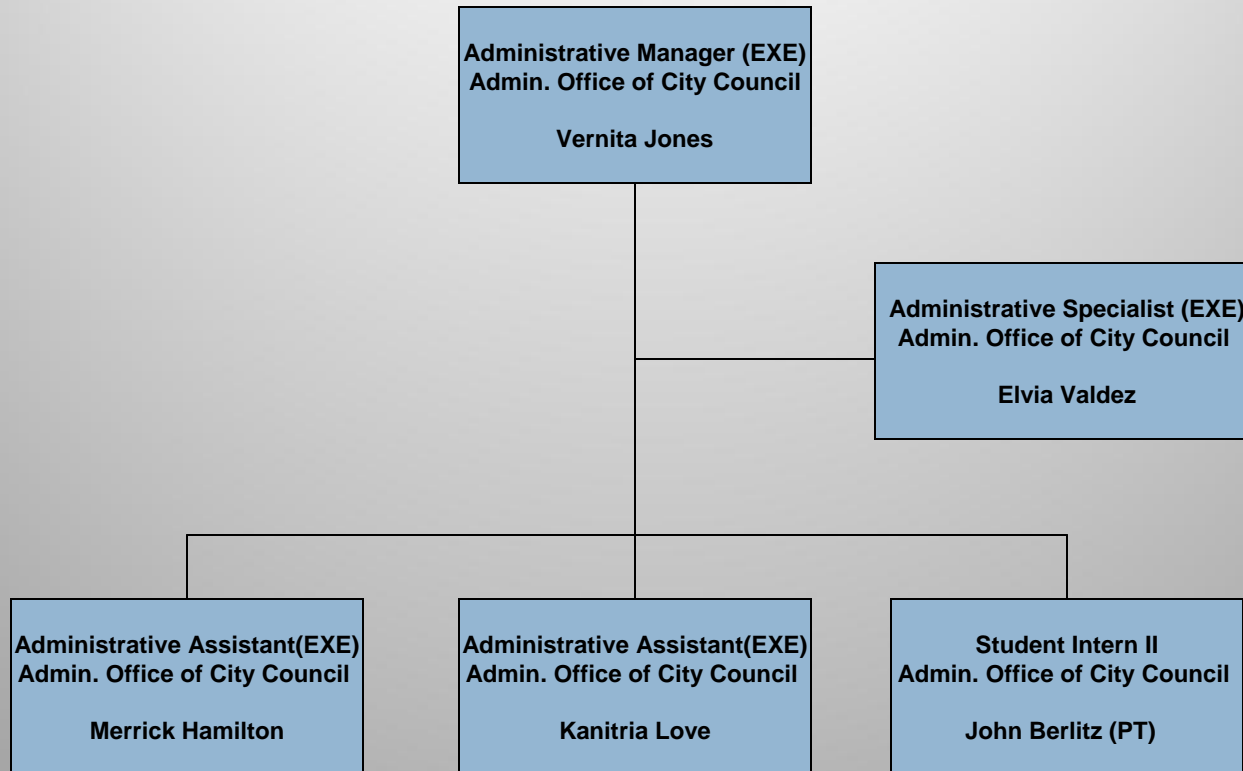 Administrative Manager (EXE)
Admin. Office of City Council
Vernita Jones
Administrative Specialist (EXE)
Admin. Office of City Council
Elvia Valdez
Administrative Assistant(EXE)
Admin. Office of City Council
Merrick Hamilton
Administrative Assistant(EXE)
Admin. Office of City Council
Kanitria Love
Student Intern II
Admin. Office of City Council
John Berlitz (PT)